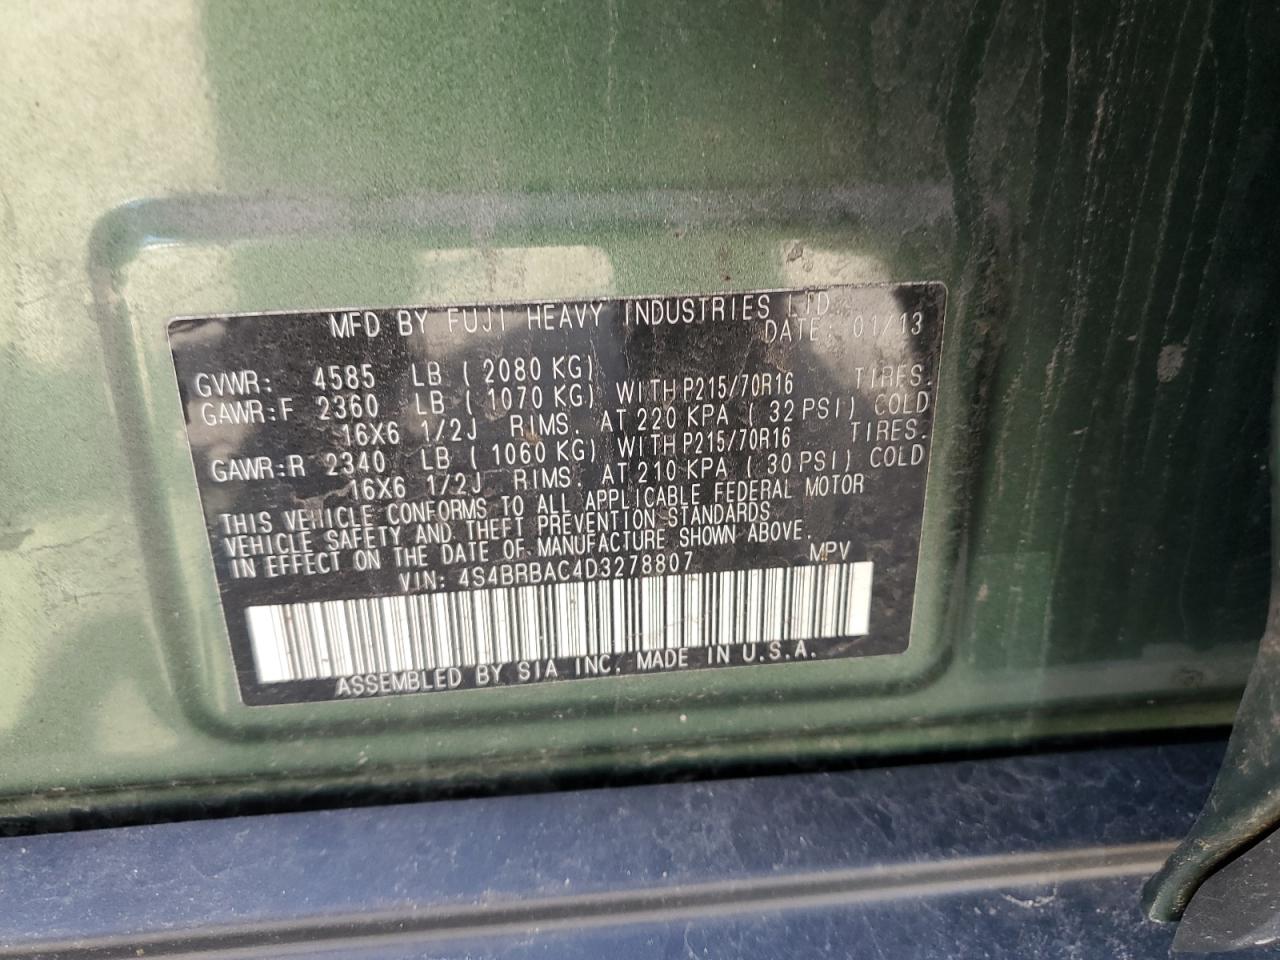 MFD BY FUJI HEAVY INDUSTRIES LTD
DATE: 01/13
GVWR: 4585 LB ( 2080 KG)
GAWR:F 2360 LB ( 1070 KG) WITH P215/70R16 TIRES.
16X6 1/2J RIMS. AT 220 KPA ( 32 PSI) COLD
GAWR:R 2340 LB ( 1060 KG) WITH P215/70R16 TIRES.
16X6 1/2J RIMS. AT 210 KPA ( 30 PSI) COLD
THIS VEHICLE CONFORMS TO ALL APPLICABLE FEDERAL MOTOR
VEHICLE SAFETY AND THEFT PREVENTION STANDARDS
IN EFFECT ON THE DATE OF MANUFACTURE SHOWN ABOVE.
VIN: 4S4BRBAC4D3278807 MPV
ASSEMBLED BY SIA INC. MADE IN U.S.A.